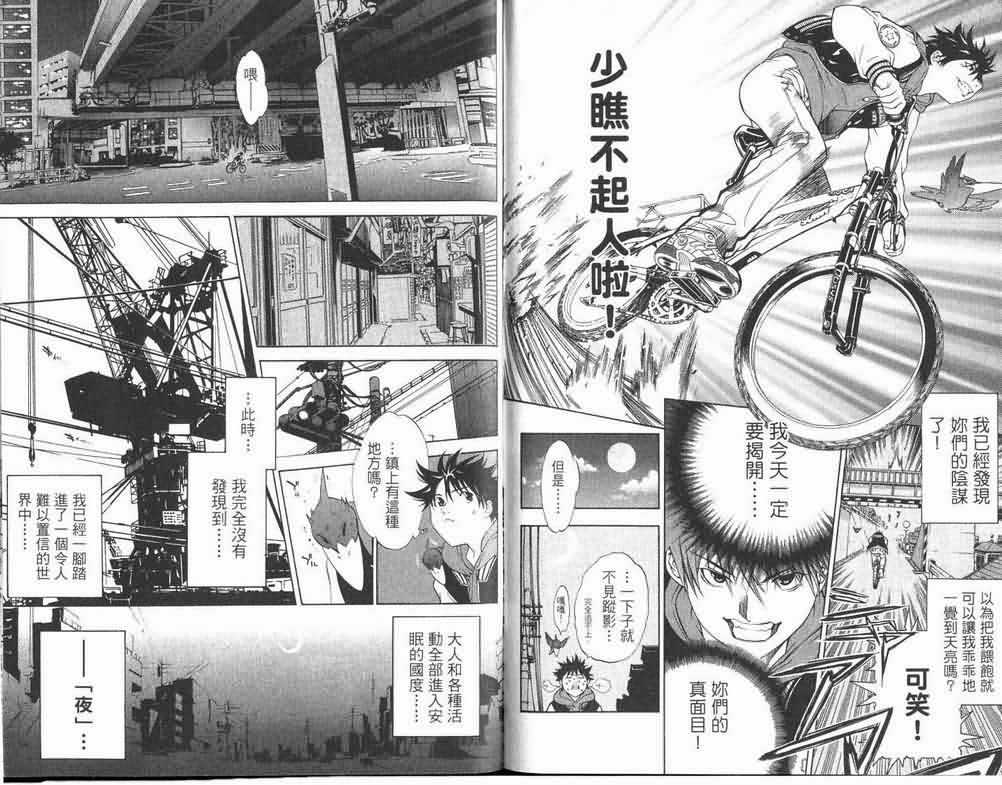 少瞧不起人啦！
我已經發現
妳們的陰謀
了！
以為把我餵飽就
可以讓我乖乖地
一覺到天亮嗎？
可笑！
我今天一定
要揭開……
妳們的
真面目！
但是……
…一下子就
不見蹤影…
完全追丟上…
嘎嘎！
喂——
…鎮上有這種
地方嗎？
…此時…
我完全沒有
發現到……
我已經一腳踏
進了一個令人
難以置信的世
界中……
大人和各種活
動全部進入安
眠的國度……
——「夜」…